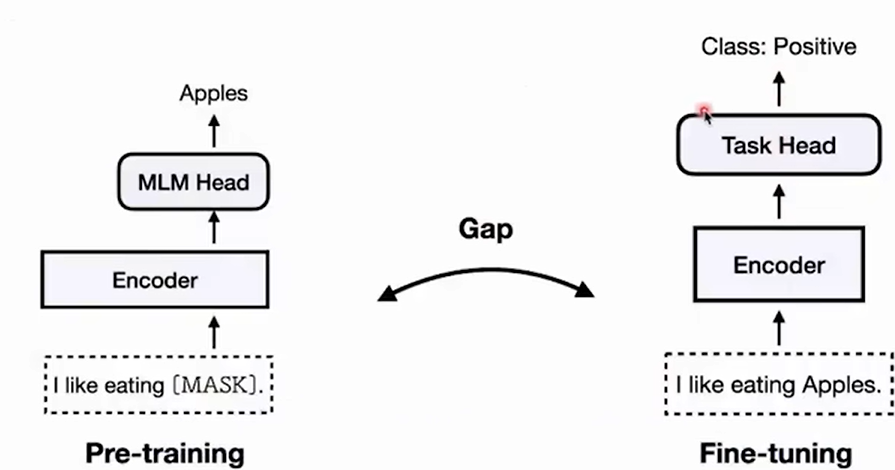 Apples
MLM Head
Encoder
I like eating [MASK].
Pre-training
Gap
Class: Positive
Task Head
Encoder
I like eating Apples.
Fine-tuning